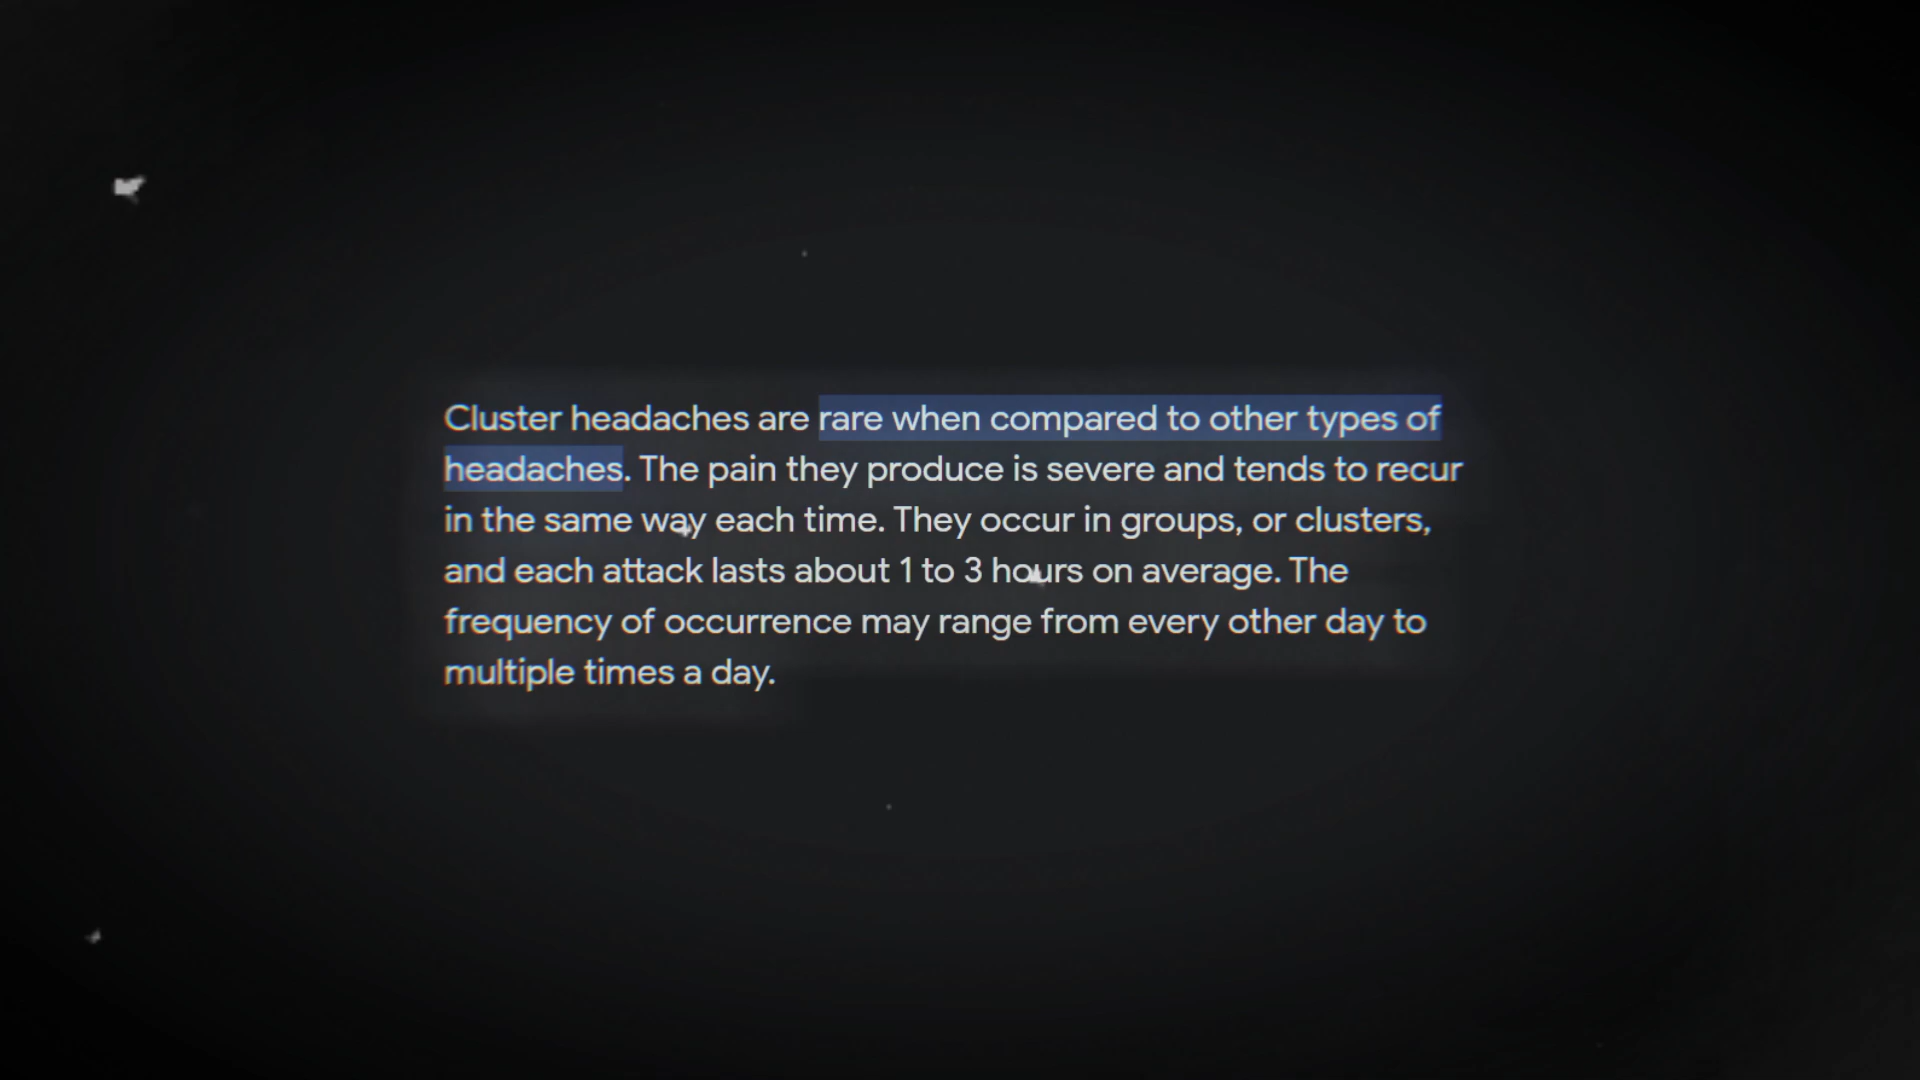 Cluster headaches are rare when compared to other types of
headaches. The pain they produce is severe and tends to recur
in the same way each time. They occur in groups, or clusters,
and each attack lasts about 1 to 3 hours on average. The
frequency of occurrence may range from every other day to
multiple times a day.